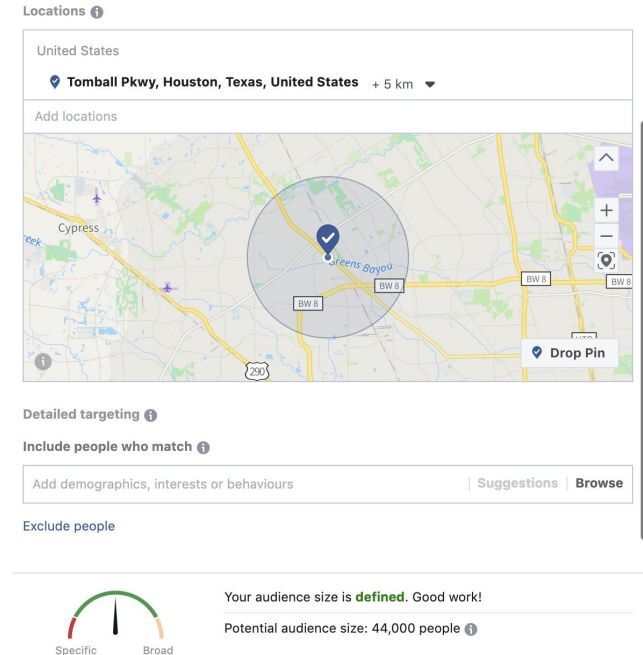 Locations
United States
Tomball Pkwy, Houston, Texas, United States + 5 km
Add locations
Cypress
Greens Bayou
BW 8
BW 8
BW 8
BW 8
290
Drop Pin
Detailed targeting
Include people who match
Add demographics, interests or behaviours | Suggestions | Browse
Exclude people
Your audience size is defined. Good work!
Potential audience size: 44,000 people
Specific Broad